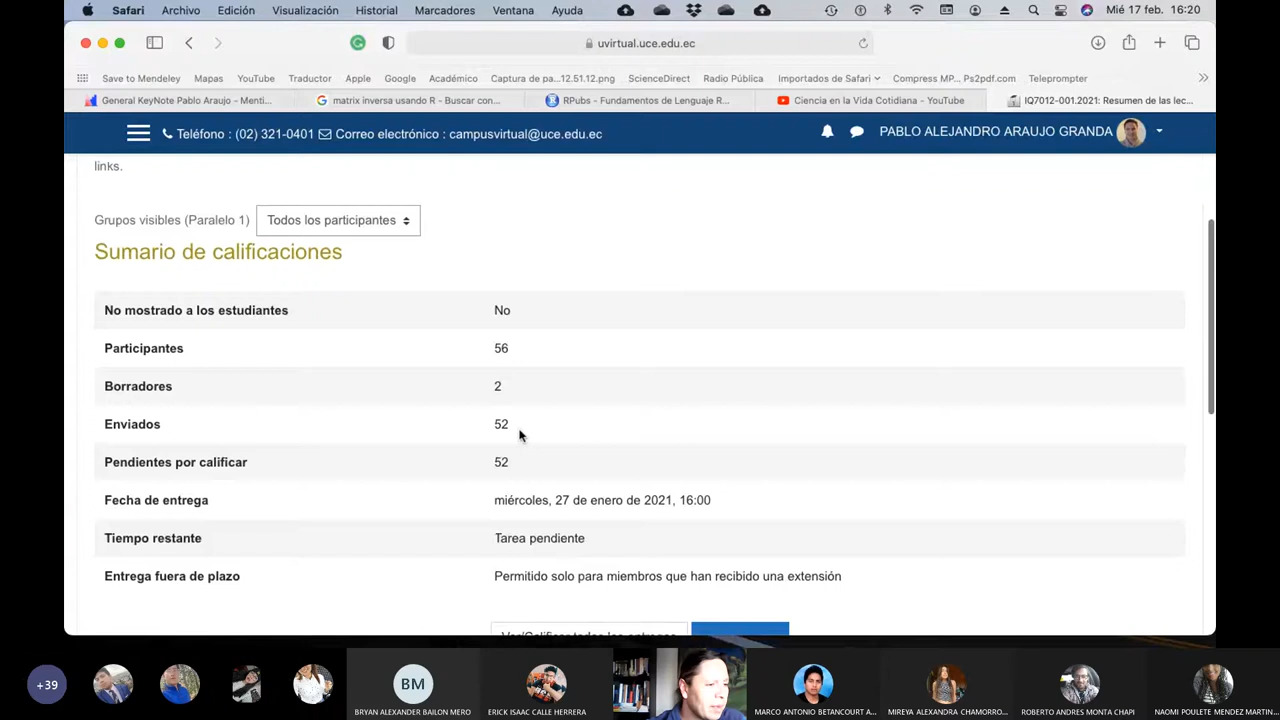 Safari Archivo Edición Visualización Historial Marcadores Ventana Ayuda Mié 17 feb. 16:20
uvirtual.uce.edu.ec
Save to Mendeley Mapas YouTube Traductor Apple Google Académico Captura de pa...12.51.12.png ScienceDirect Radio Pública Importados de Safari Compress MP... Ps2pdf.com Teleprompter
General KeyNote Pablo Araujo - Menti... matrix inversa usando R - Buscar con... RPubs - Fundamentos de Lenguaje R... Ciencia en la Vida Cotidiana - YouTube IQ7012-001.2021: Resumen de las lec...
Teléfono : (02) 321-0401 Correo electrónico : campusvirtual@uce.edu.ec PABLO ALEJANDRO ARAUJO GRANDA
links.
Grupos visibles (Paralelo 1) Todos los participantes
Sumario de calificaciones
No mostrado a los estudiantes No
Participantes 56
Borradores 2
Enviados 52
Pendientes por calificar 52
Fecha de entrega miércoles, 27 de enero de 2021, 16:00
Tiempo restante Tarea pendiente
Entrega fuera de plazo Permitido solo para miembros que han recibido una extensión
Ver/Calificar todas las entregas
+39 BM
BRYAN ALEXANDER BAILON MERO ERICK ISAAC CALLE HERRERA MARCO ANTONIO BETANCOURT A... MIREYA ALEXANDRA CHAMORRO... ROBERTO ANDRES MONTA CHAPI NAOMI POULETE MENDEZ MARTIN...